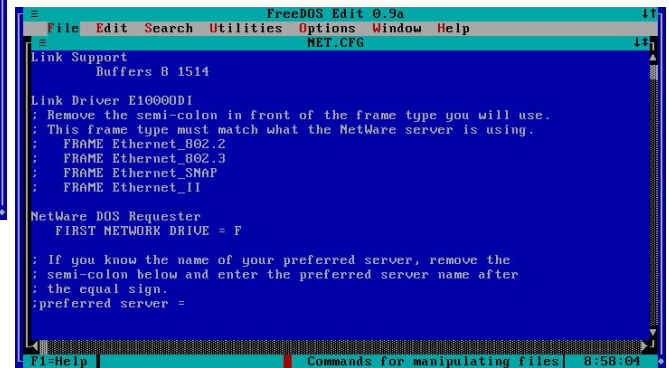 FreeDOS Edit 0.9a
File Edit Search Utilities Options Window Help
NET.CFG
Link Support
Buffers 8 1514
Link Driver E1000ODI
; Remove the semi-colon in front of the frame type you will use.
; This frame type must match what the NetWare server is using.
; FRAME Ethernet_802.2
; FRAME Ethernet_802.3
; FRAME Ethernet_SNAP
; FRAME Ethernet_II
NetWare DOS Requester
FIRST NETWORK DRIVE = F
; If you know the name of your preferred server, remove the
; semi-colon below and enter the preferred server name after
; the equal sign.
;preferred server =
F1=Help Commands for manipulating files 8:58:04